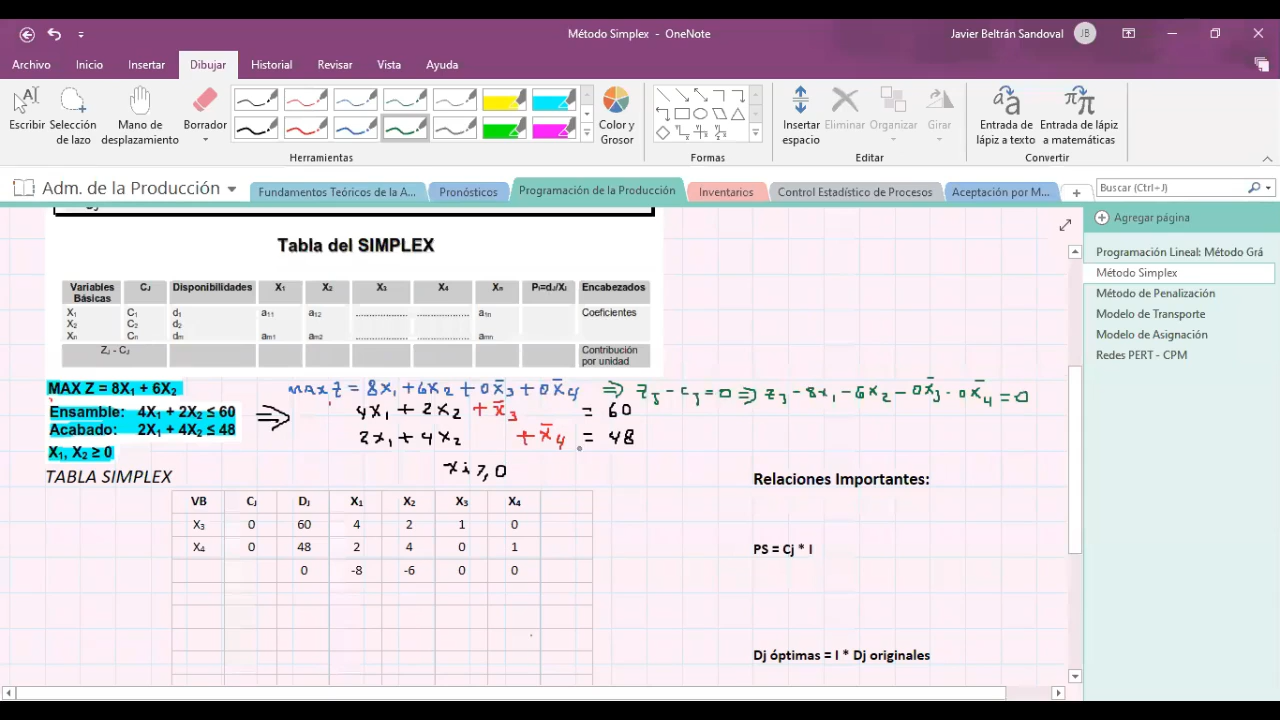 Método Simplex - OneNote
Javier Beltrán Sandoval JB
Archivo Inicio Insertar Dibujar Historial Revisar Vista Ayuda
Escribir Selección de lazo Mano de desplazamiento Borrador Color y Grosor Insertar espacio Eliminar Organizar Girar Entrada de lápiz a texto Entrada de lápiz a matemáticas
Herramientas Formas Editar Convertir
Adm. de la Producción Fundamentos Teóricos de la A... Pronósticos Programación de la Producción Inventarios Control Estadístico de Procesos Aceptación por M... Buscar (Ctrl+J)
Agregar página
Programación Lineal: Método Grá
Método Simplex
Método de Penalización
Modelo de Transporte
Modelo de Asignación
Redes PERT - CPM
Tabla del SIMPLEX
Variables Básicas CJ Disponibilidades X1 X2 X3 X4 Xn Pi=dJ/XJ Encabezados
X1 C1 d1 a11 a12 .................... .................... a1n Coeficientes
X2 C2 d2
Xn Cn dm am1 am2 .................... .................... amn
ZJ - CJ Contribución por unidad
MAX Z = 8X1 + 6X2
Max Z = 8x1 + 6x2 + 0x̄3 + 0x̄4 ⇒ Zj - Cj = 0 ⇒ Zj - 8x1 - 6x2 - 0x̄3 - 0x̄4 = 0
Ensamble: 4X1 + 2X2 ≤ 60 ⇒ 4x1 + 2x2 + x̄3 = 60
Acabado: 2X1 + 4X2 ≤ 48 2x1 + 4x2 + x̄4 = 48
X1, X2 ≥ 0 xi ≥ 0
TABLA SIMPLEX
VB CJ DJ X1 X2 X3 X4
X3 0 60 4 2 1 0
X4 0 48 2 4 0 1
0 -8 -6 0 0
Relaciones Importantes:
PS = Cj * I
Dj óptimas = I * Dj originales